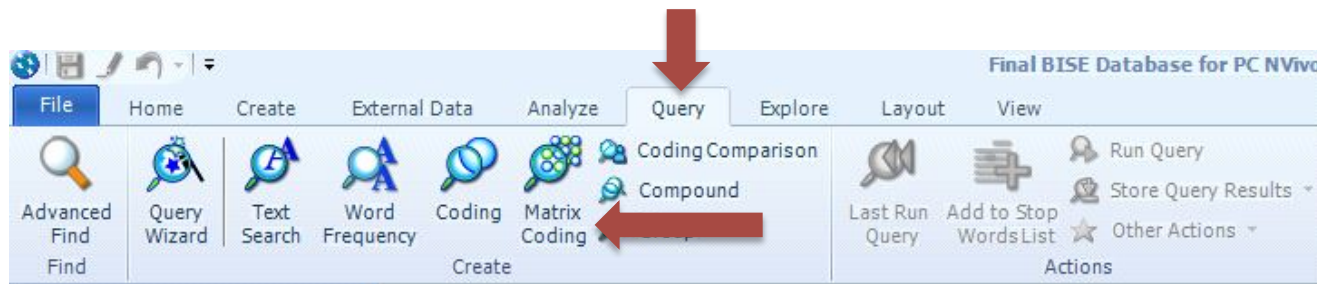 Final BISE Database for PC NVivo
File Home Create External Data Analyze Query Explore Layout View
Advanced Find
Query Wizard
Text Search
Word Frequency
Coding
Matrix Coding
Coding Comparison
Compound
Last Run Query
Add to Stop Words List
Run Query
Store Query Results
Other Actions
Find Create Actions